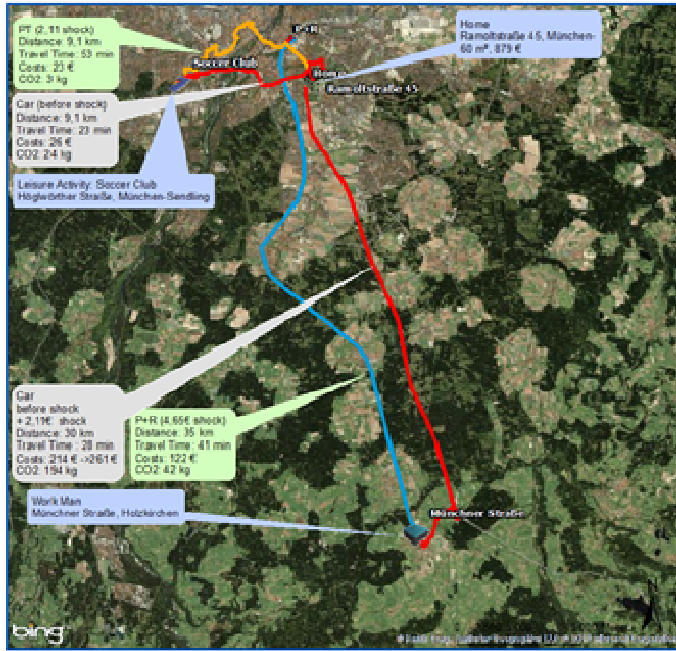 PT (2,11 shock)
Distance: 9,1 km
Travel Time: 53 min
Costs: 23 €
CO2: 3l kg
P+R
Home
Ramoltstraße 45, München-
60 m², 879 €
Soccer Club
Home
Ramoltstraße 45
Car (before shock)
Distance: 9,1 km
Travel Time: 23 min
Costs: 26 €
CO2: 24 kg
Leisure Activity: Soccer Club
Höglwörther Straße, München-Sendling
Car
before shock
+ 2,11€ shock
Distance: 30 km
Travel Time : 28 min
Costs: 214 € ->261 €
CO2: 194 kg
P+R (4,65€ shock)
Distance: 35 km
Travel Time: 41 min
Costs: 122 €
CO2: 42 kg
Work Man
Münchner Straße, Holzkirchen
Münchner Straße
bing